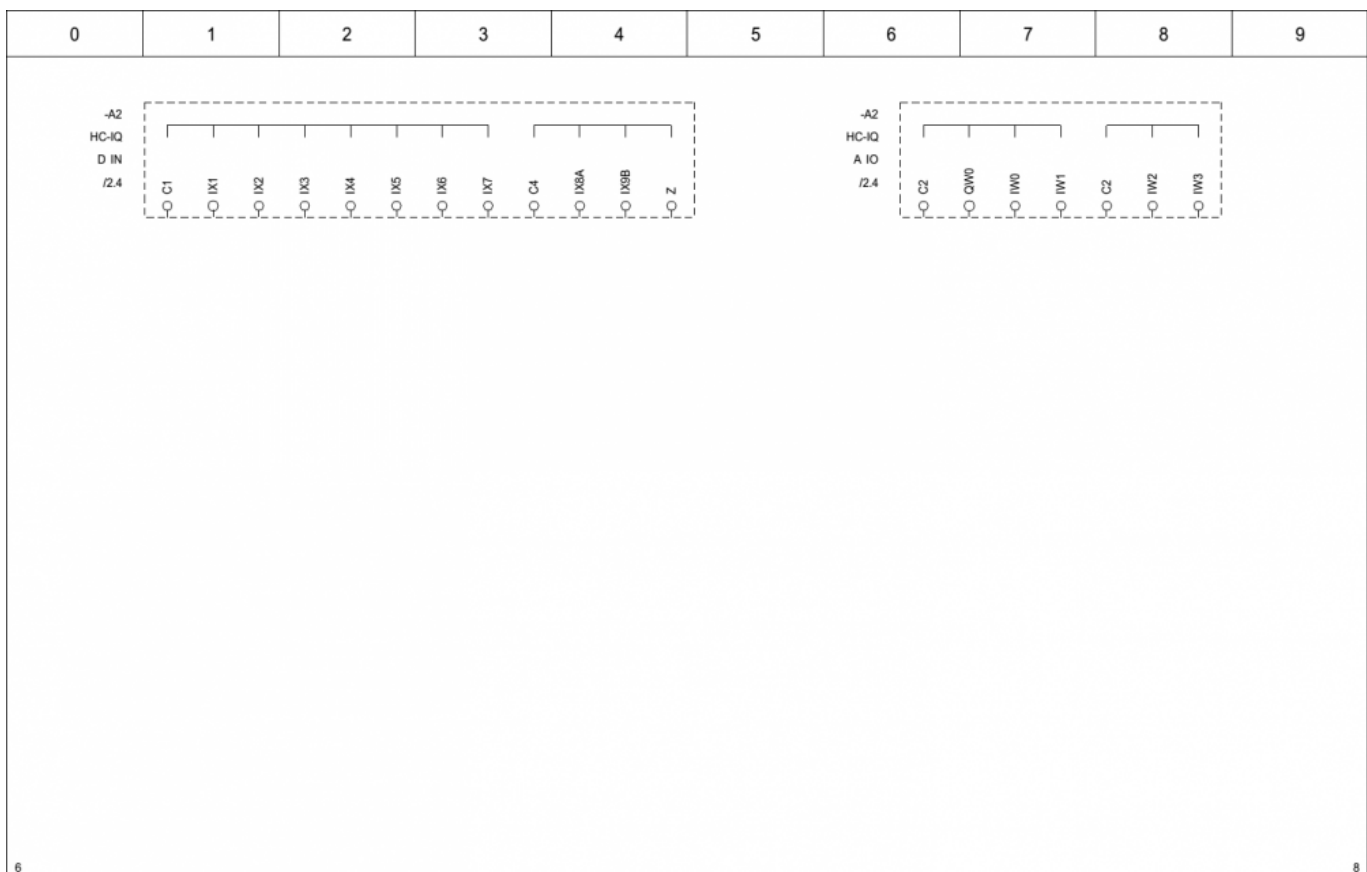 0 1 2 3 4 5 6 7 8 9
-A2
HC-IQ
D IN
/2.4
C1 IX1 IX2 IX3 IX4 IX5 IX6 IX7 C4 IX8A IX9B Z
-A2
HC-IQ
A IO
/2.4
C2 QW0 IW0 IW1 C2 IW2 IW3
6 8